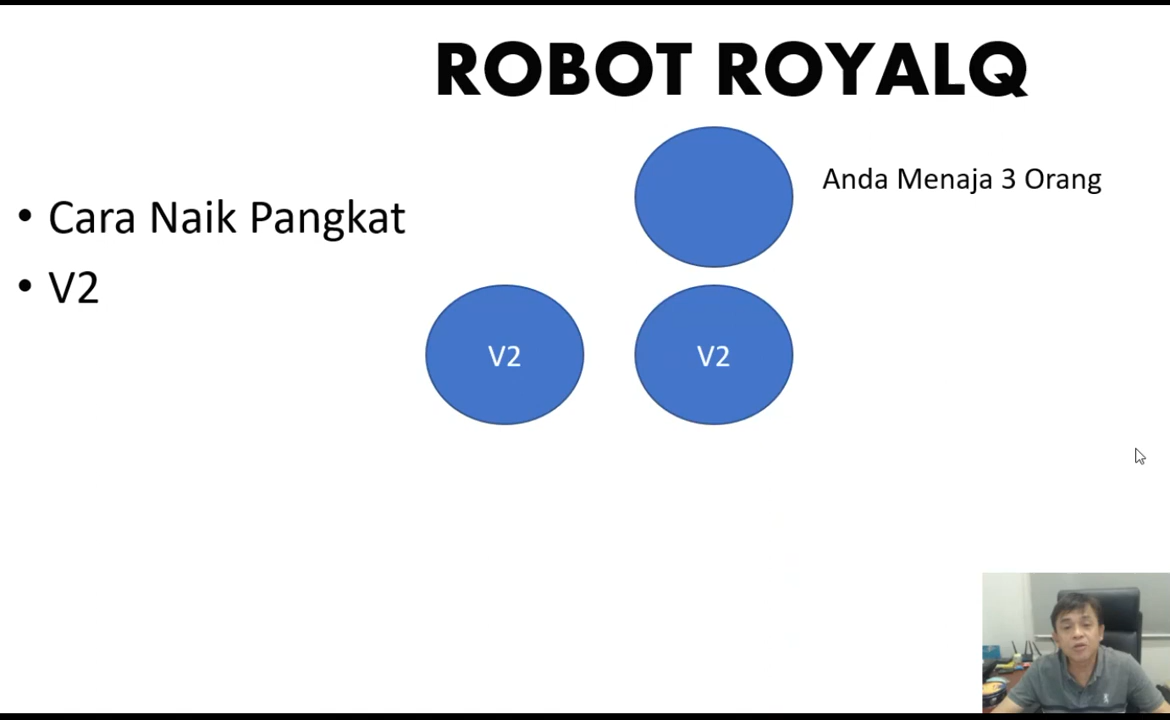 ROBOT ROYALQ
Anda Menaja 3 Orang
• Cara Naik Pangkat
• V2
V2 V2